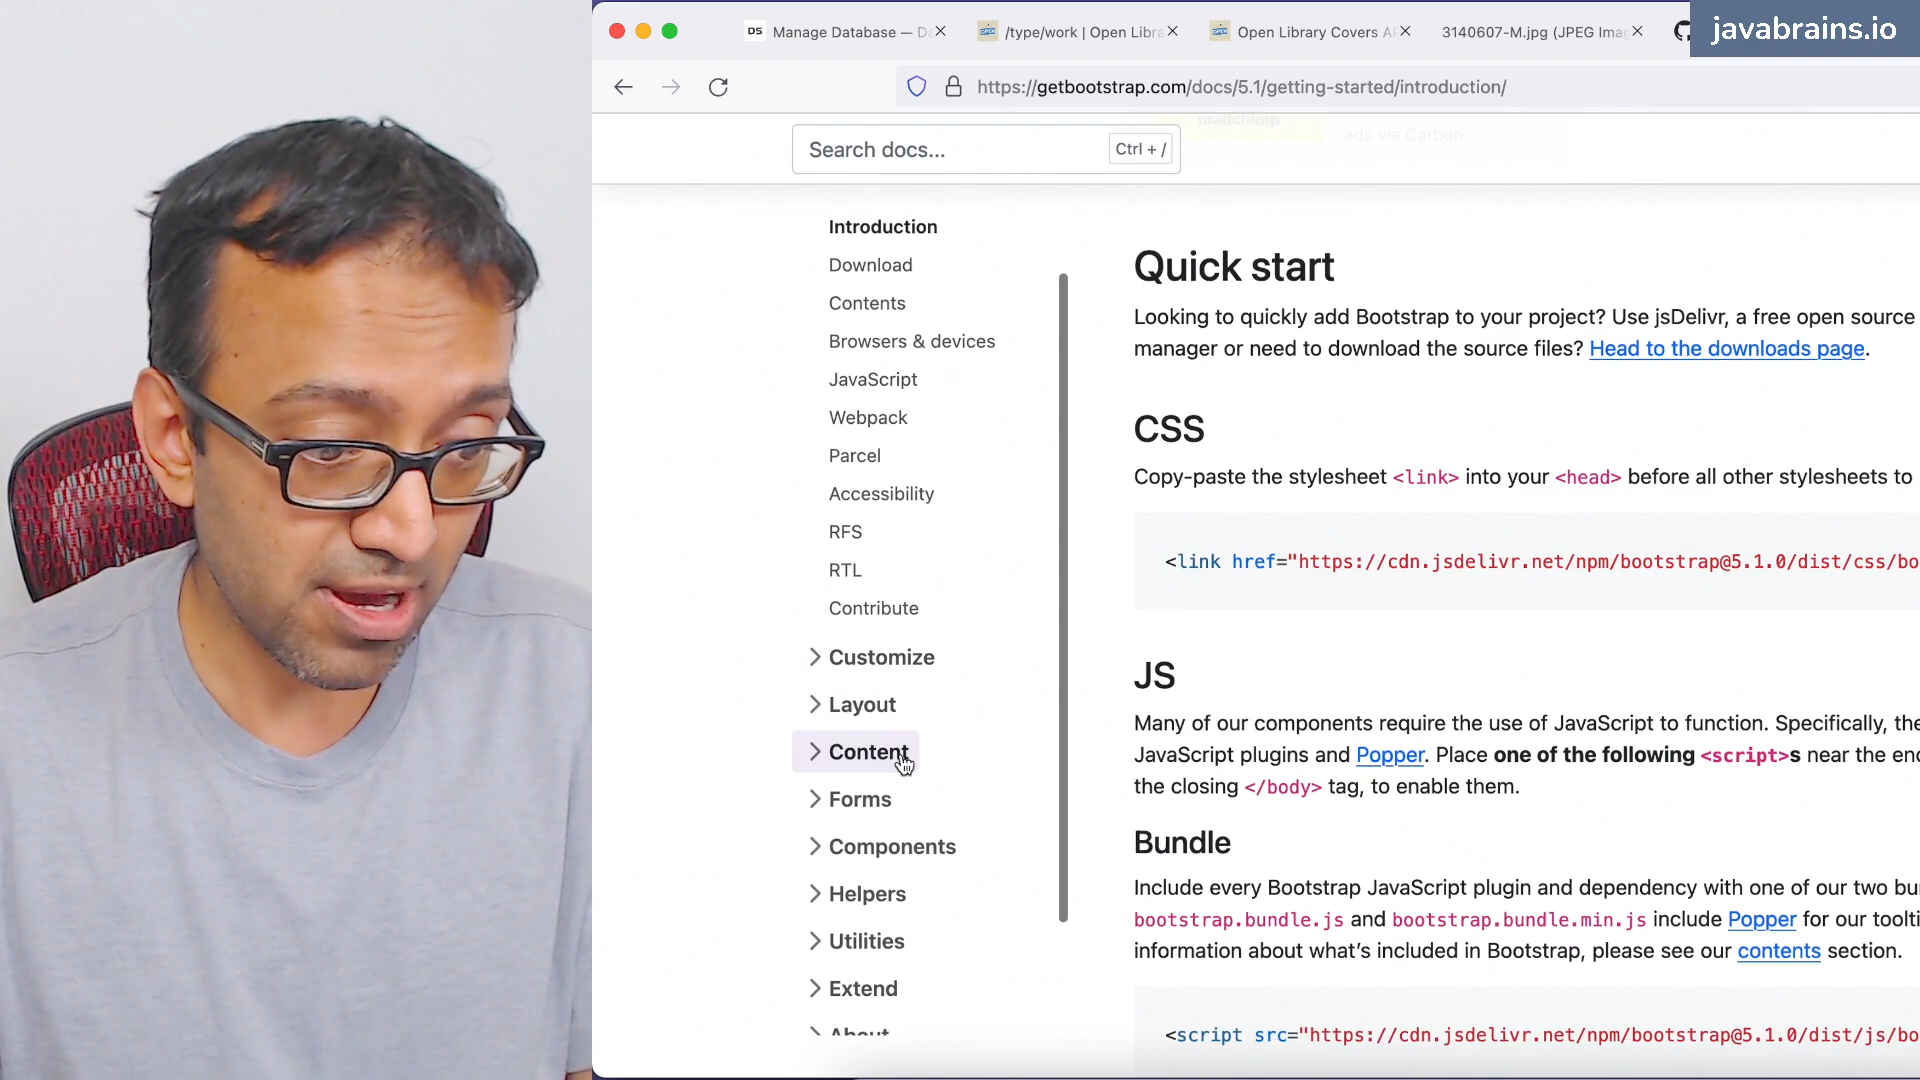 Manage Database — Da
/type/work | Open Libra
Open Library Covers AP
3140607-M.jpg (JPEG Imag
javabrains.io
https://getbootstrap.com/docs/5.1/getting-started/introduction/
mailchimp
ads via Carbon
Search docs...
Ctrl + /
Introduction
Download
Contents
Browsers & devices
JavaScript
Webpack
Parcel
Accessibility
RFS
RTL
Contribute
Customize
Layout
Content
Forms
Components
Helpers
Utilities
Extend
About
Quick start
Looking to quickly add Bootstrap to your project? Use jsDelivr, a free open source
manager or need to download the source files? Head to the downloads page.
CSS
Copy-paste the stylesheet <link> into your <head> before all other stylesheets to
<link href="https://cdn.jsdelivr.net/npm/bootstrap@5.1.0/dist/css/bo
JS
Many of our components require the use of JavaScript to function. Specifically, the
JavaScript plugins and Popper. Place one of the following <script>s near the end
the closing </body> tag, to enable them.
Bundle
Include every Bootstrap JavaScript plugin and dependency with one of our two bun
bootstrap.bundle.js and bootstrap.bundle.min.js include Popper for our toolti
information about what's included in Bootstrap, please see our contents section.
<script src="https://cdn.jsdelivr.net/npm/bootstrap@5.1.0/dist/js/bo